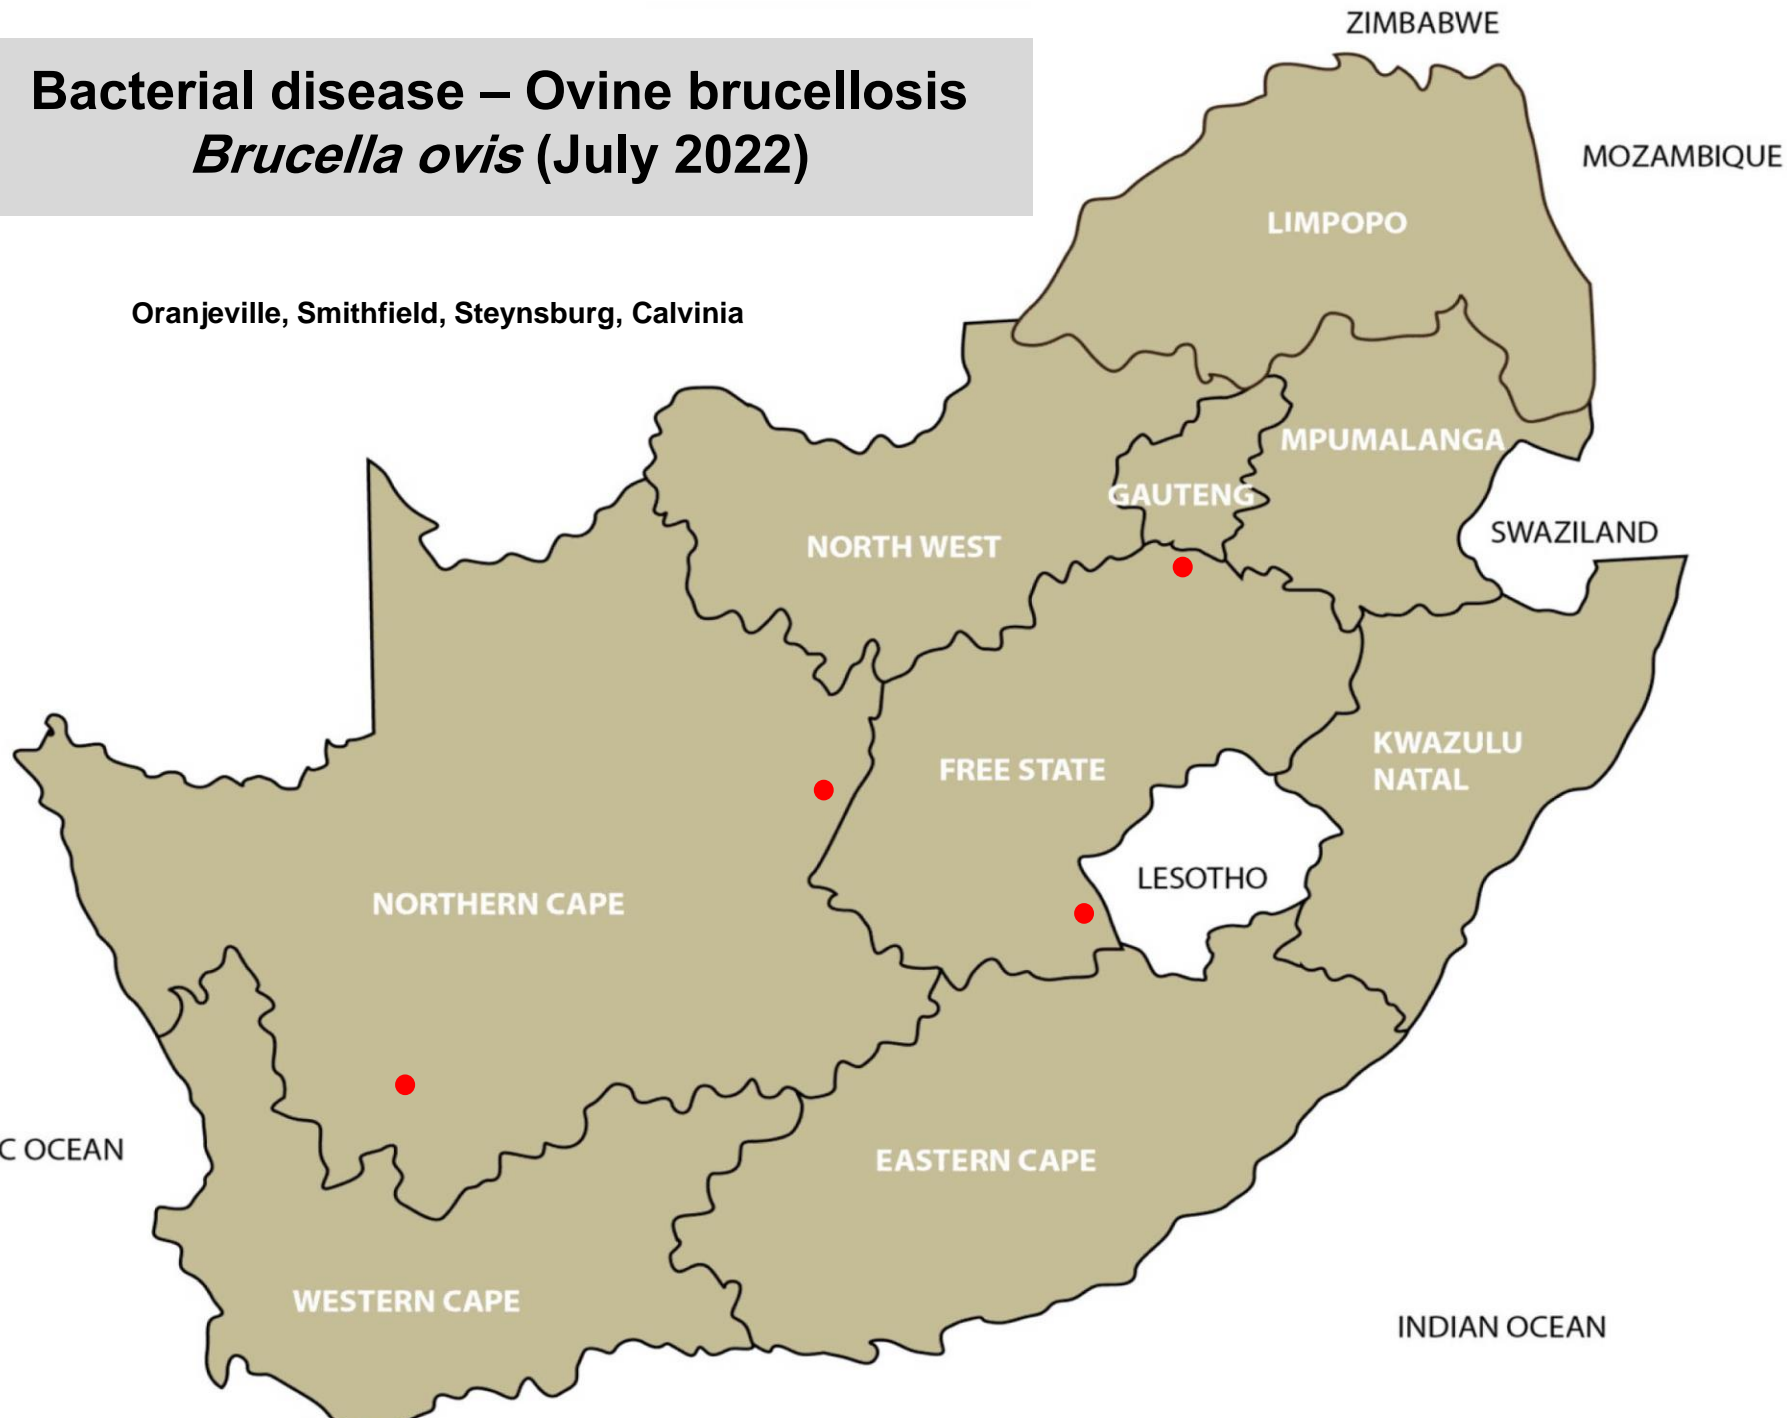 ZIMBABWE
Bacterial disease – Ovine brucellosis
Brucella ovis (July 2022)
MOZAMBIQUE
LIMPOPO
Oranjeville, Smithfield, Steynsburg, Calvinia
MPUMALANGA
GAUTENG
SWAZILAND
NORTH WEST
KWAZULU
NATAL
FREE STATE
LESOTHO
NORTHERN CAPE
C OCEAN
EASTERN CAPE
WESTERN CAPE
INDIAN OCEAN